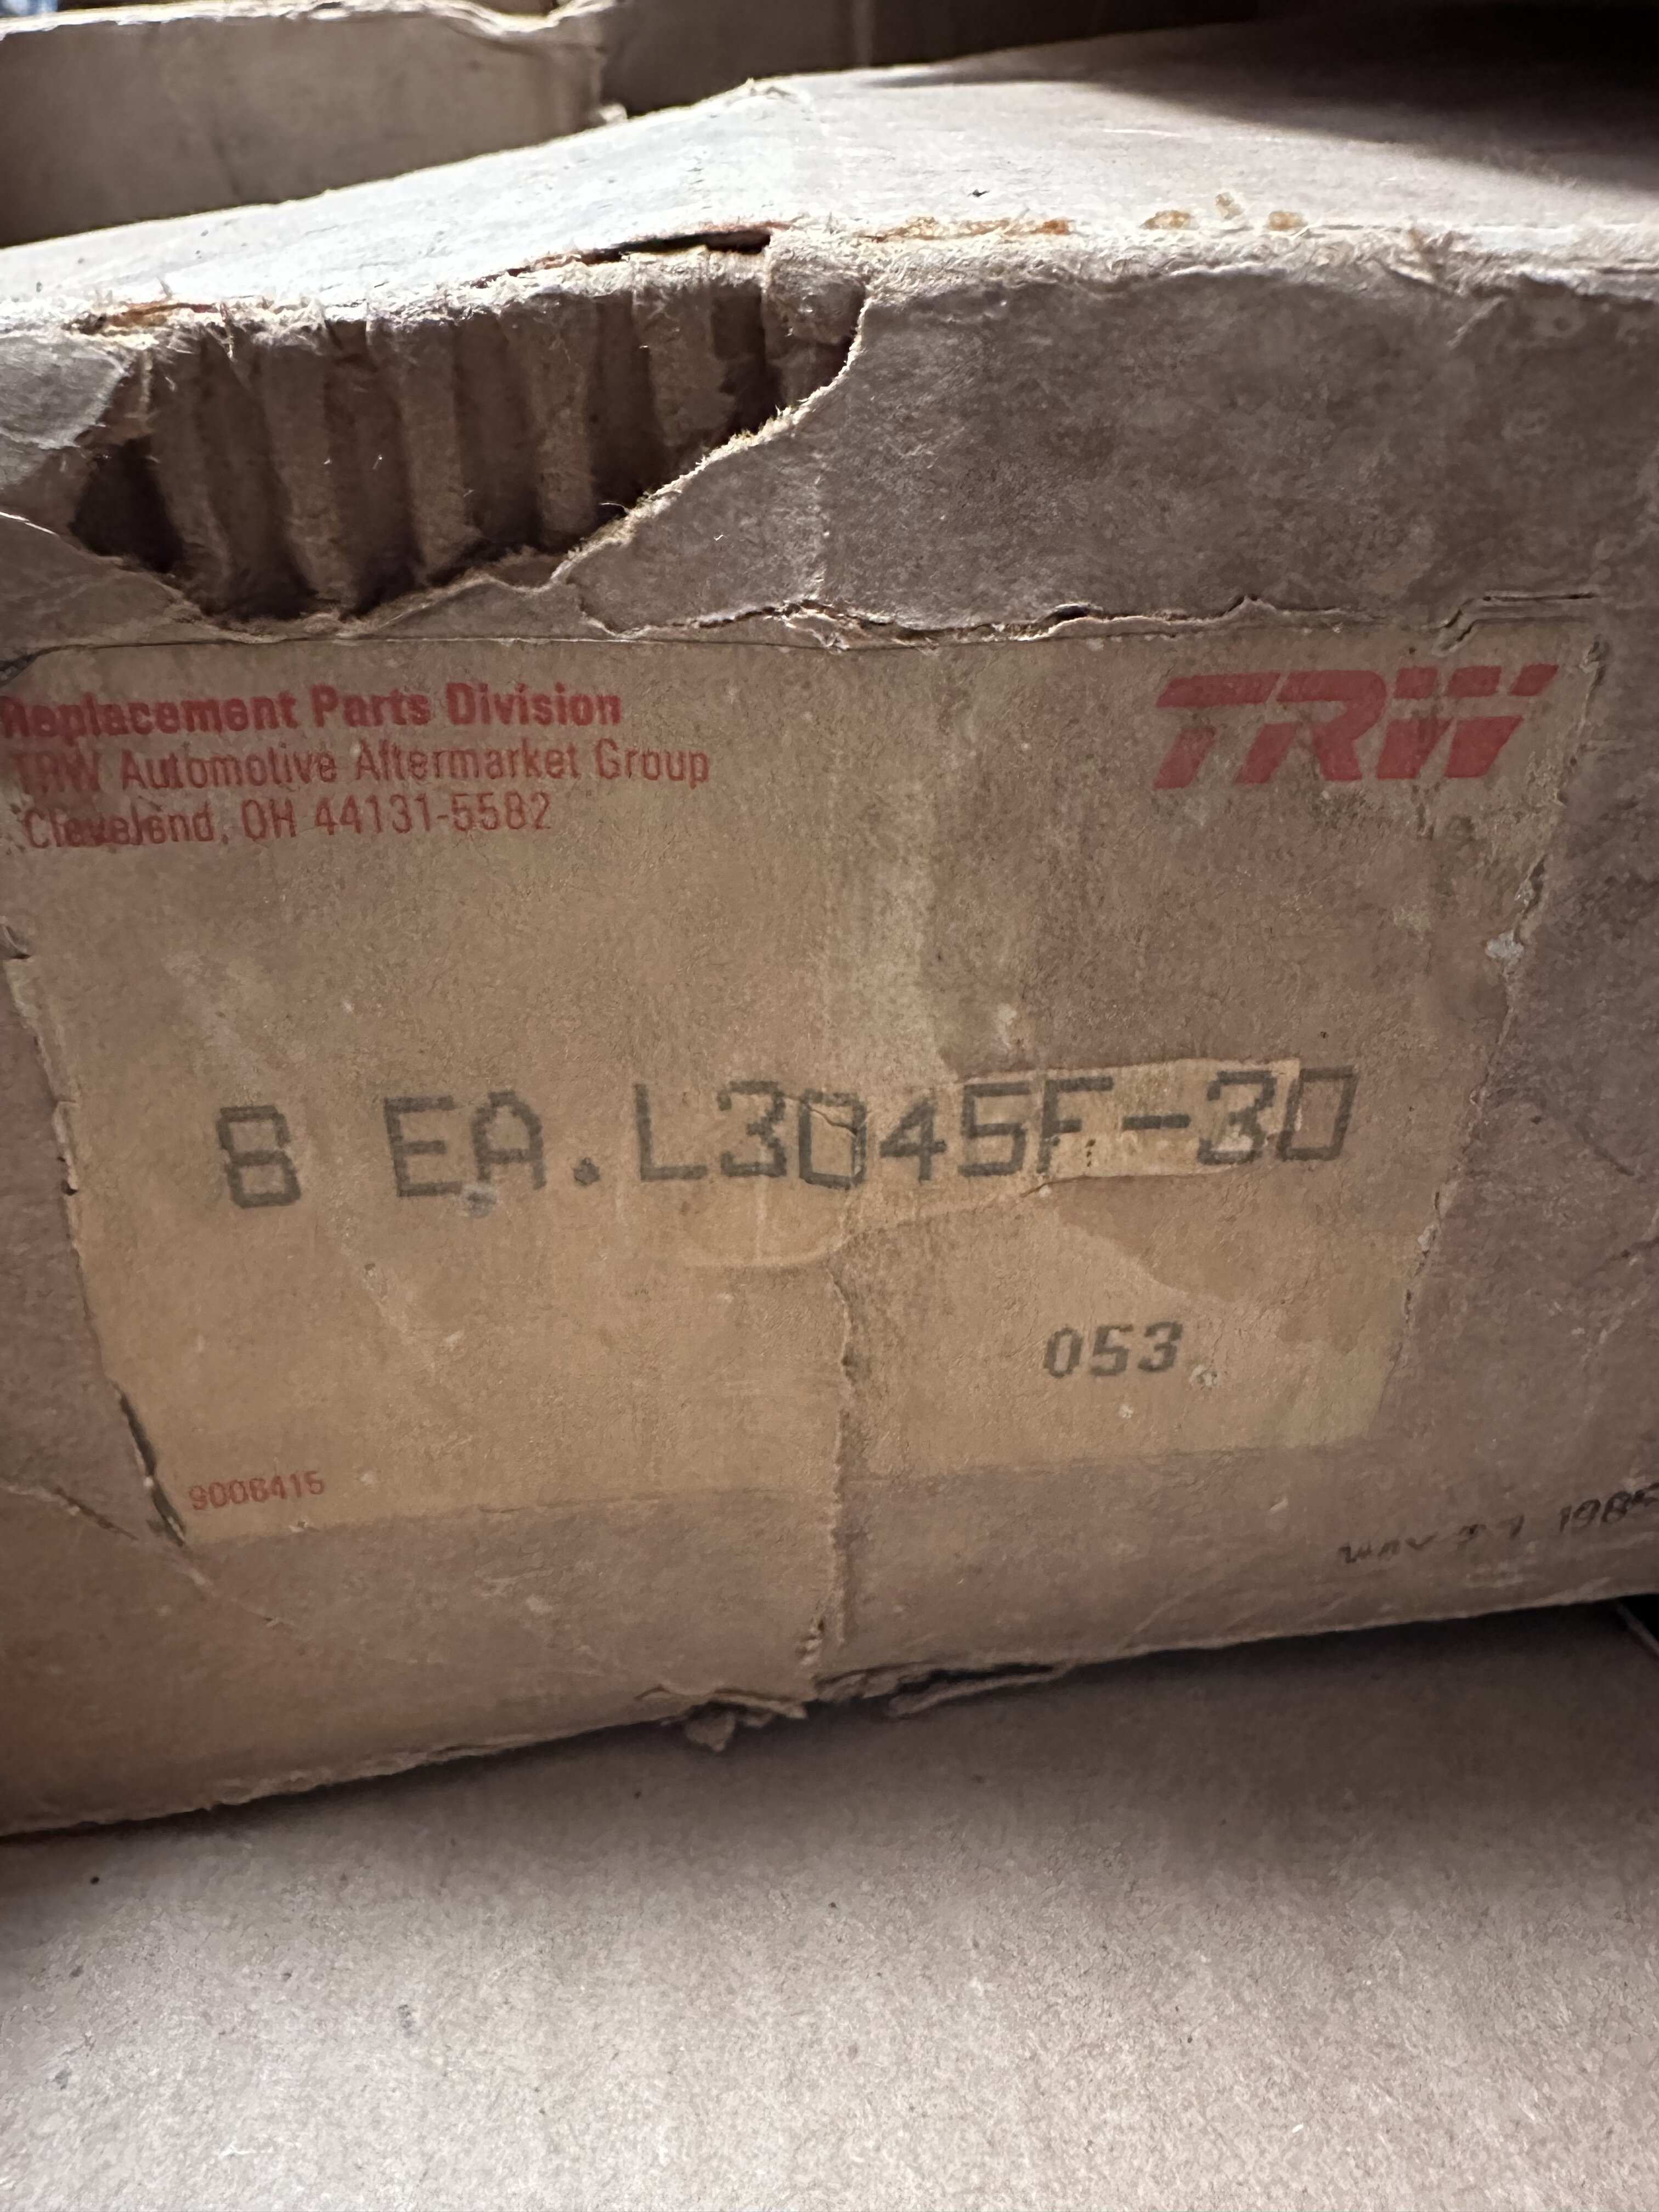 Replacement Parts Division
TRW Automotive Aftermarket Group
Cleveland, OH 44131-5582
TRW
8 EA.L3045F-30
053
9006415